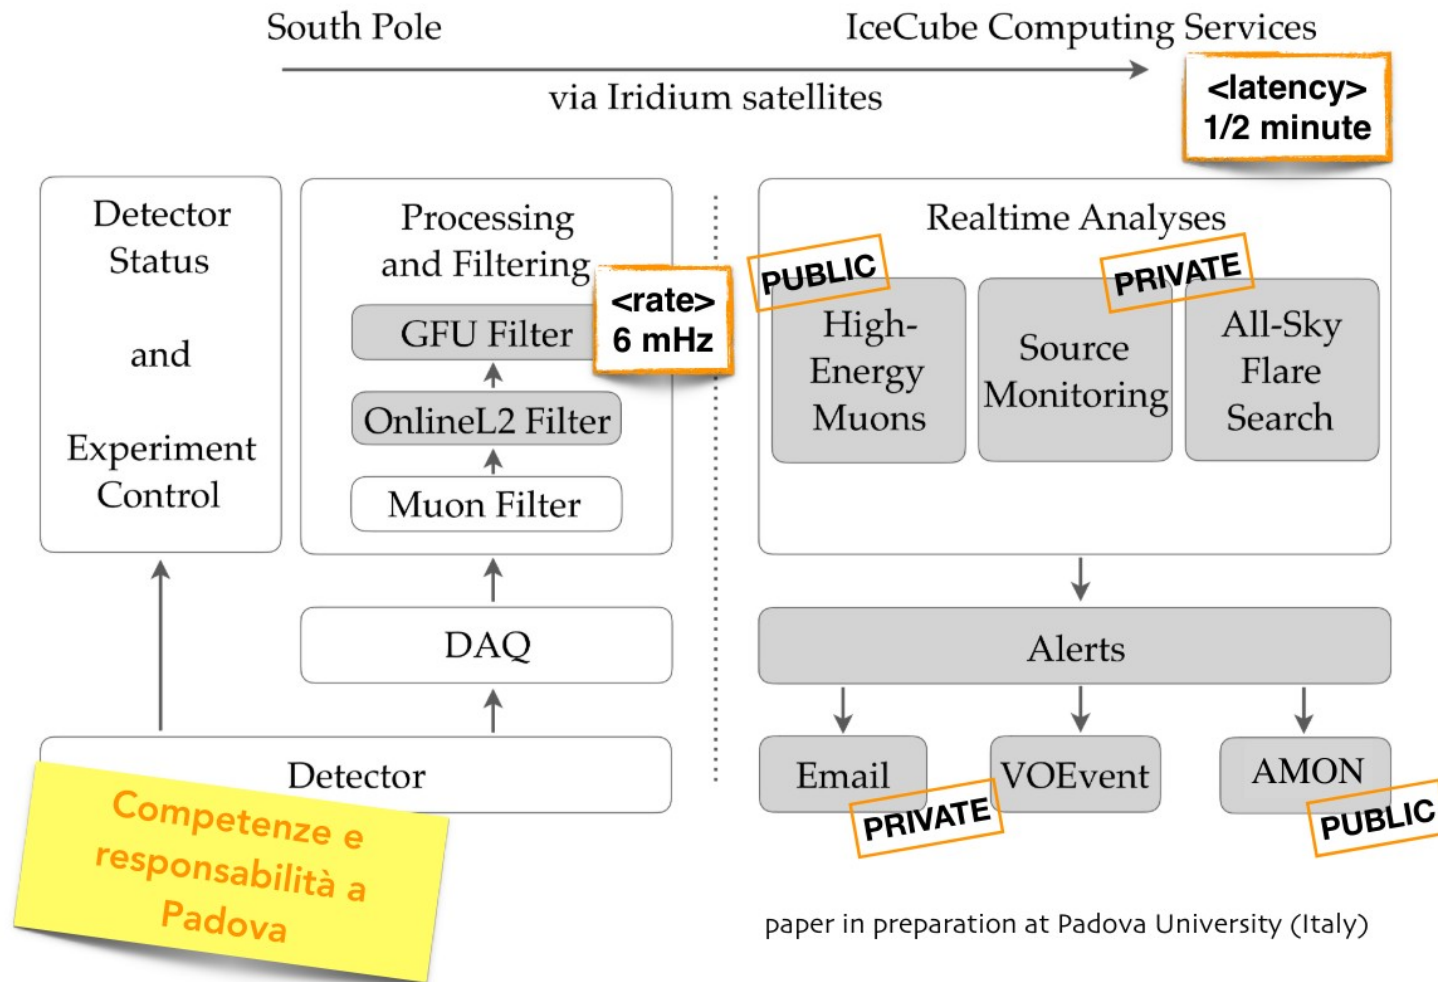 South Pole
IceCube Computing Services
via Iridium satellites
<latency>
1/2 minute
Detector
Status
and
Experiment
Control
Processing
and Filtering
<rate>
6 mHz
GFU Filter
OnlineL2 Filter
Muon Filter
DAQ
Detector
Competenze e
responsabilità a
Padova
Realtime Analyses
PUBLIC
PRIVATE
High-
Energy
Muons
Source
Monitoring
All-Sky
Flare
Search
Alerts
Email
VOEvent
AMON
PRIVATE
PUBLIC
paper in preparation at Padova University (Italy)